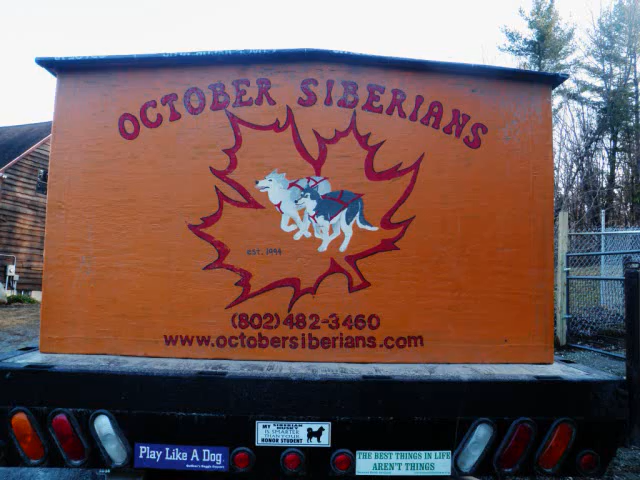 OCTOBER SIBERIANS
EST. 1994
(802) 482-3460
www.octobersiberians.com
MY SIBERIAN HUSKY
IS SMARTER
THAN YOUR
HONOR STUDENT
Play Like A Dog.
THE BEST THINGS IN LIFE
AREN'T THINGS